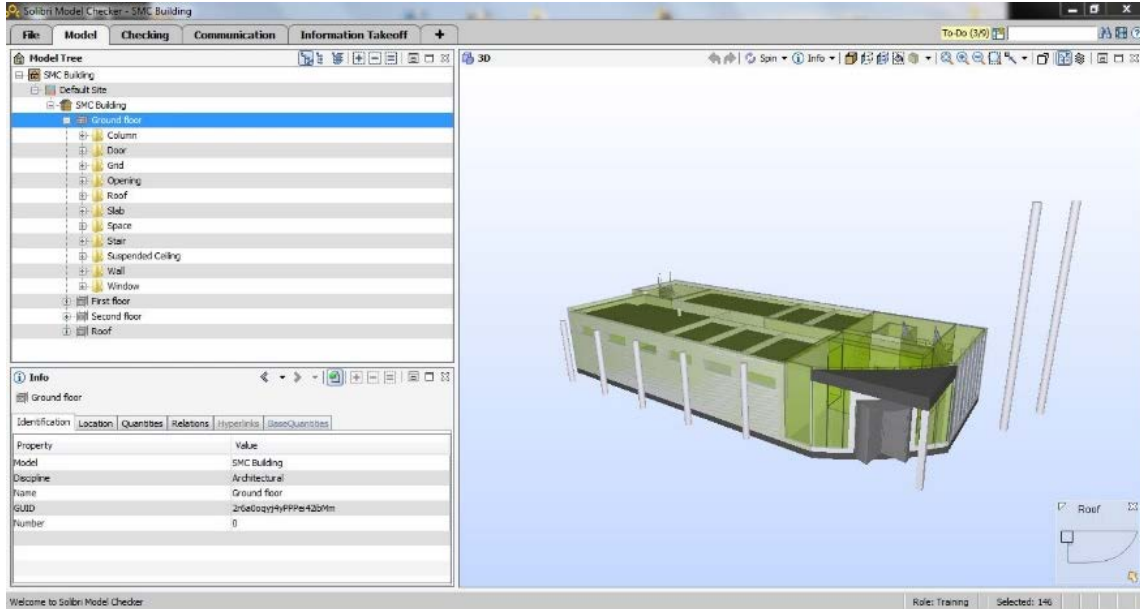 Solibri Model Checker - SMC Building
File Model Checking Communication Information Takeoff +
To-Do (3/9)
Model Tree
SMC Building
Default Site
SMC Building
Ground floor
Column
Door
Grid
Opening
Roof
Slab
Space
Stair
Suspended Ceiling
Wall
Window
First floor
Second floor
Roof
3D
Spin
Info
Info
Ground floor
Identification Location Quantities Relations Hyperlinks BaseQuantities
Property Value
Model SMC Building
Discipline Architectural
Name Ground floor
GUID
Number 0
Roof
Welcome to Solibri Model Checker
Role: Training Selected: 146